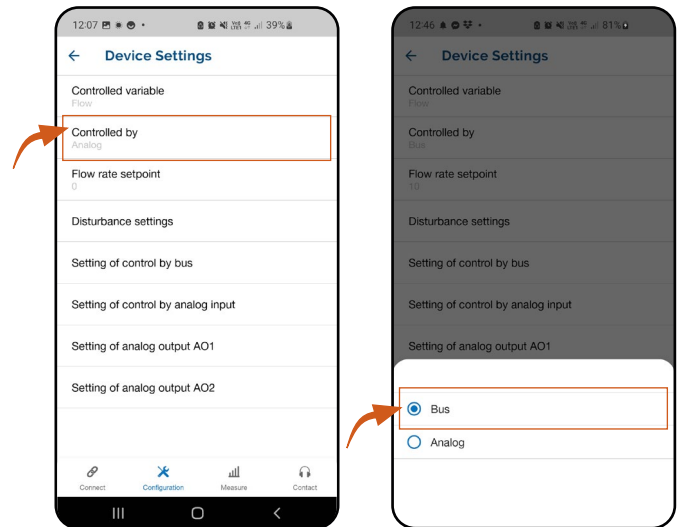 12:07
39%
← Device Settings
Controlled variable
Flow
Controlled by
Analog
Flow rate setpoint
0
Disturbance settings
Setting of control by bus
Setting of control by analog input
Setting of analog output AO1
Setting of analog output AO2
Connect
Configuration
Measure
Contact
12:46
81%
← Device Settings
Controlled variable
Flow
Controlled by
Bus
Flow rate setpoint
10
Disturbance settings
Setting of control by bus
Setting of control by analog input
Setting of analog output AO1
Bus
Analog